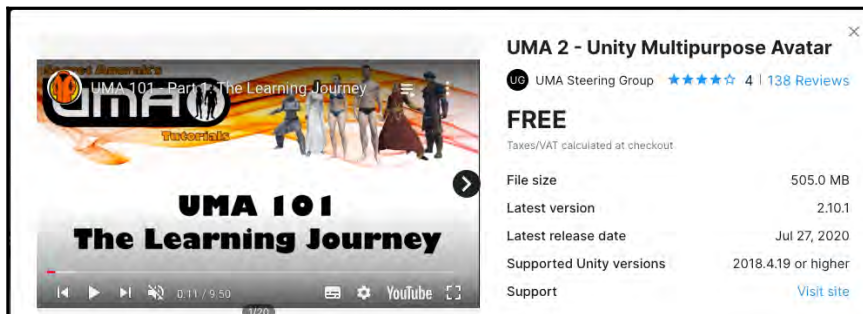 UMA 2 - Unity Multipurpose Avatar
UG UMA Steering Group 4 | 138 Reviews
FREE
Taxes/VAT calculated at checkout
File size 505.0 MB
Latest version 2.10.1
Latest release date Jul 27, 2020
Supported Unity versions 2018.4.19 or higher
Support Visit site
Secret Anorak's
UMA 101 - Part 1: The Learning Journey
UMA
Tutorials
UMA 101
The Learning Journey
0:11 / 9:50
YouTube
1/20